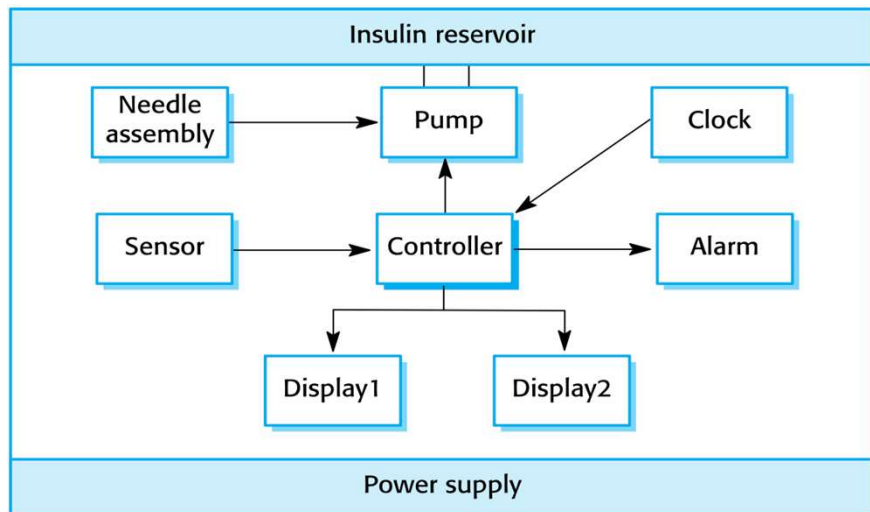 Insulin reservoir
Needle
assembly
Pump
Clock
Sensor
Controller
Alarm
Display1
Display2
Power supply